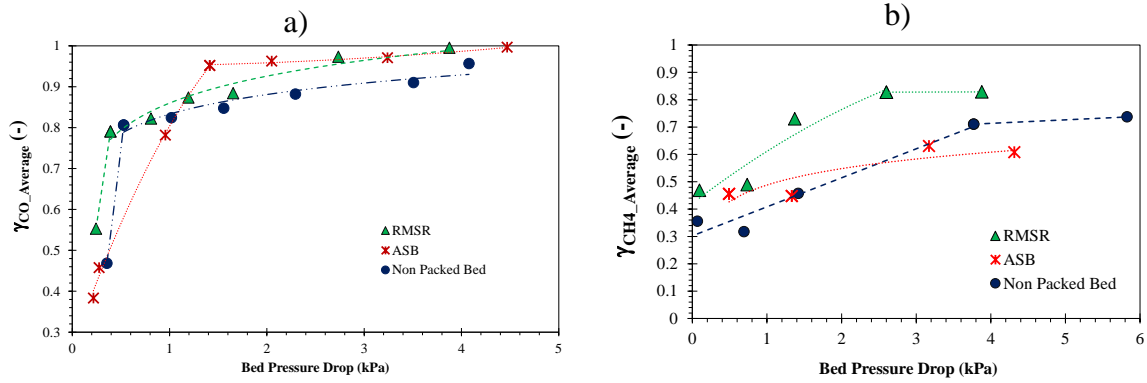 a)
γCO_Average (-)
1
0.9
0.8
0.7
0.6
0.5
0.4
0.3
0 1 2 3 4 5
Bed Pressure Drop (kPa)
RMSR
ASB
Non Packed Bed
b)
γCH4_Average (-)
1
0.9
0.8
0.7
0.6
0.5
0.4
0.3
0.2
0.1
0
0 1 2 3 4 5 6
Bed Pressure Drop (kPa)
RMSR
ASB
Non Packed Bed